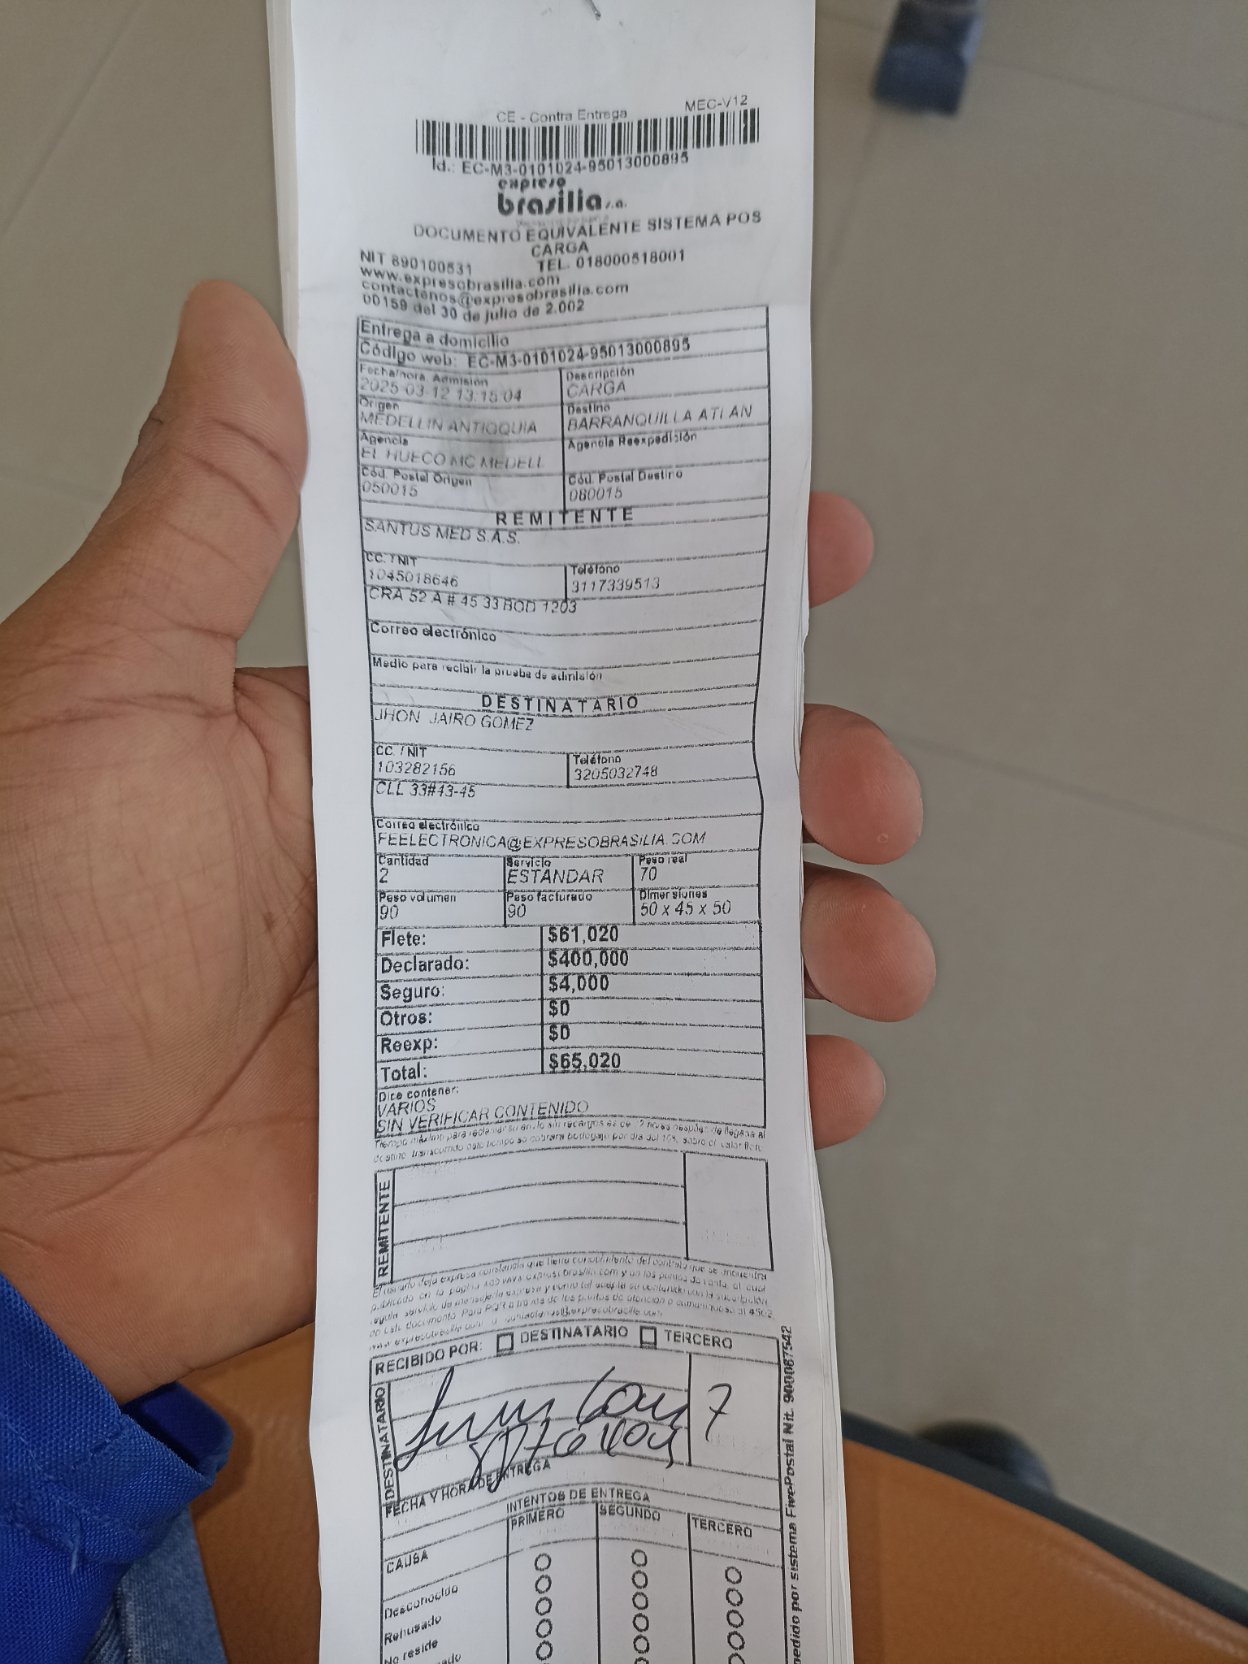 CE - Contra Entrega MEC-V12
Id.: EC-M3-0101024-95013000895
expreso
brasilia s.a.
DOCUMENTO EQUIVALENTE SISTEMA POS
CARGA
NIT 890100531 TEL. 018000518001
www.expresobrasilia.com
contactenos@expresobrasilia.com
00159 del 30 de julio de 2.002
Entrega a domicilio
Código web: EC-M3-0101024-95013000895
Fecha/hora. Admisión Descripción
2025-03-12 13:15:04 CARGA
Origen Destino
MEDELLIN ANTIOQUIA BARRANQUILLA ATLAN
Agencia Agencia Reexpedición
EL HUECO MC MEDELL
Cód. Postal Origen Cód. Postal Destino
050015 080015
REMITENTE
SANTUS MED S.A.S.
CC. / NIT Teléfono
1045018646 3117339513
CRA 52 A # 45 33 BOD 1203
Correo electrónico
Medio para recibir la prueba de admisión
DESTINATARIO
JHON JAIRO GOMEZ
CC. / NIT Teléfono
103282156 3205032748
CLL 33#43-45
Correo electrónico
FEELECTRONICA@EXPRESOBRASILIA.COM
Cantidad Servicio Peso real
2 ESTANDAR 70
Peso volumen Peso facturado Dimensiones
90 90 50 x 45 x 50
Flete: $61,020
Declarado: $400,000
Seguro: $4,000
Otros: $0
Reexp: $0
Total: $65,020
Dice contener:
VARIOS
SIN VERIFICAR CONTENIDO
REMITENTE
RECIBIDO POR: DESTINATARIO TERCERO
DESTINATARIO
7
FECHA Y HORA DE ENTREGA
INTENTOS DE ENTREGA
CAUSA PRIMERO SEGUNDO TERCERO
Desconocido
Rehusado
No reside
Postal Nit. 900087542